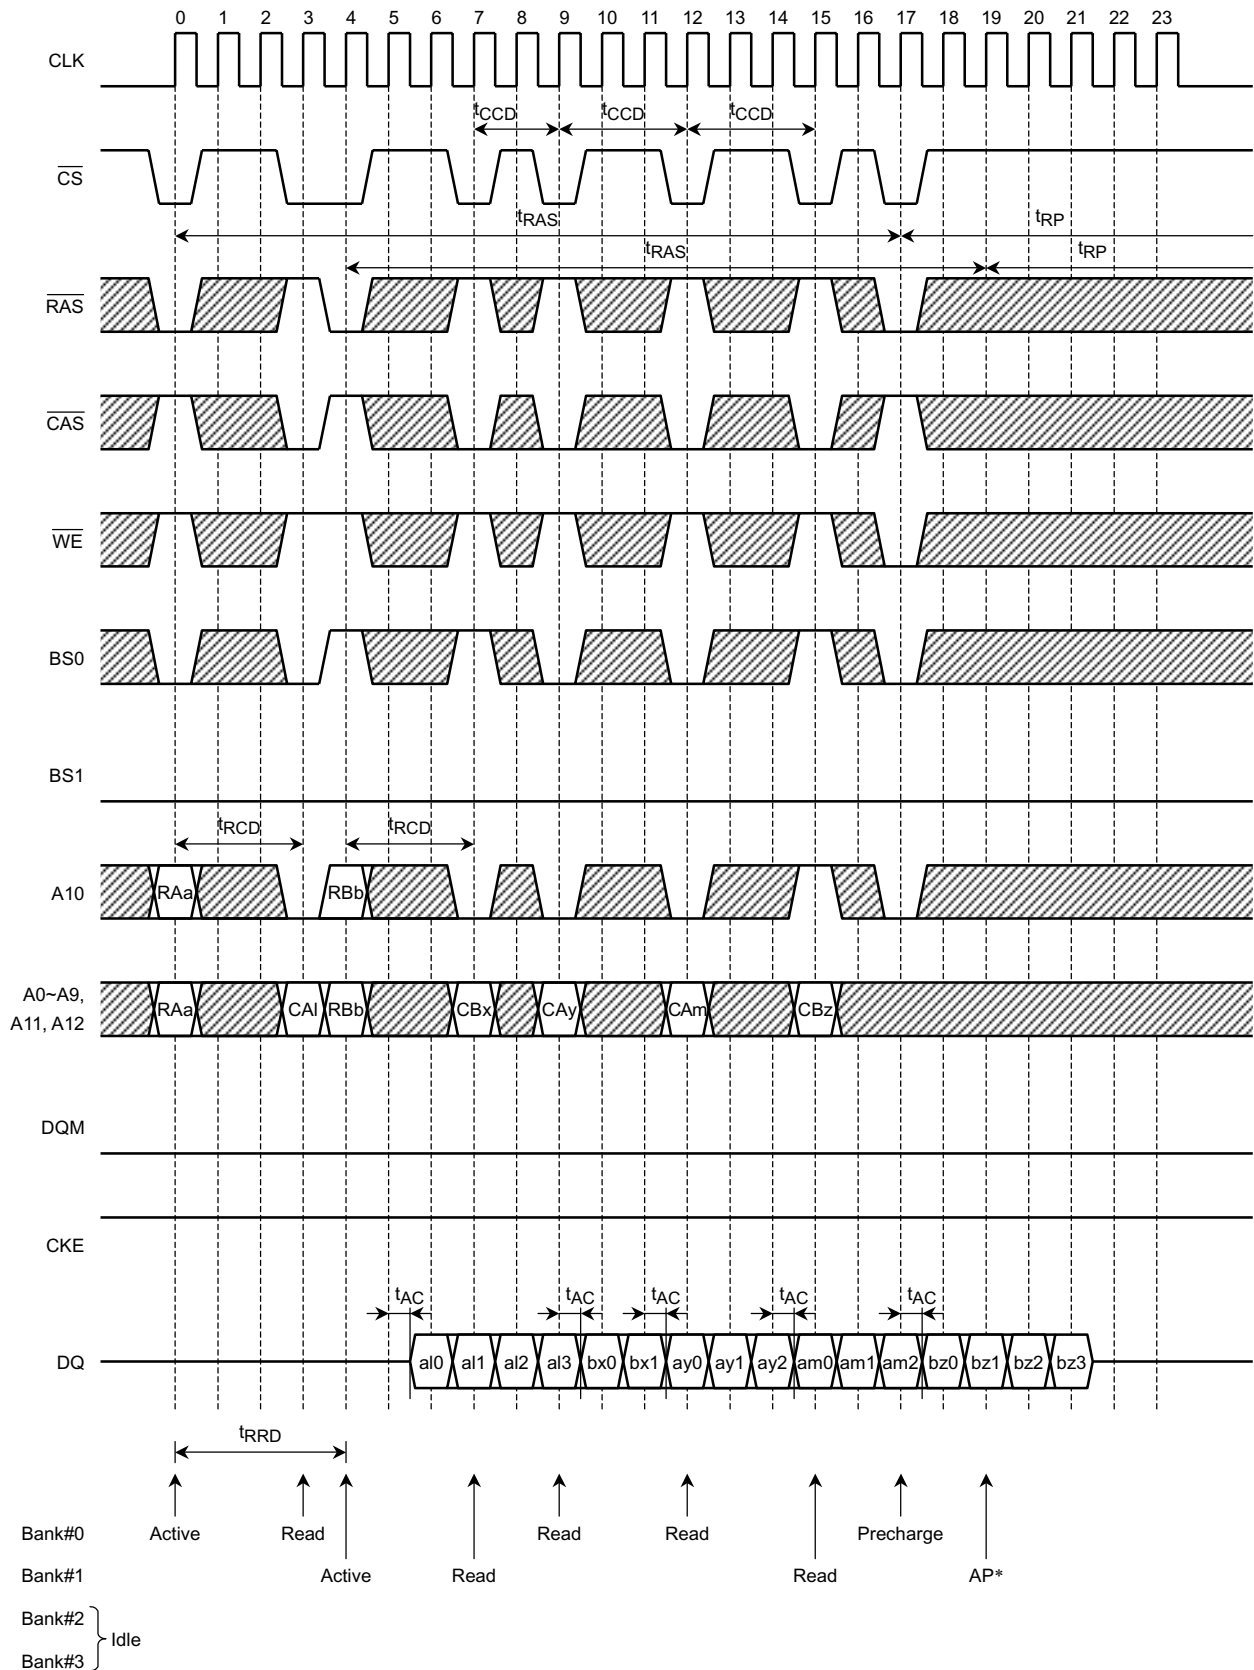 0 1 2 3 4 5 6 7 8 9 10 11 12 13 14 15 16 17 18 19 20 21 22 23
CLK
tCCD tCCD tCCD
CS
tRAS tRP
tRAS tRP
RAS
CAS
WE
BS0
BS1
tRCD tRCD
A10 RAa RBb
A0~A9,
A11, A12
RAa CAl RBb CBx CAy CAm CBz
DQM
CKE
tAC tAC tAC tAC tAC
DQ al0 al1 al2 al3 bx0 bx1 ay0 ay1 ay2 am0 am1 am2 bz0 bz1 bz2 bz3
tRRD
Bank#0 Active Read Read Read Precharge
Bank#1 Active Read Read AP*
Bank#2
Idle
Bank#3